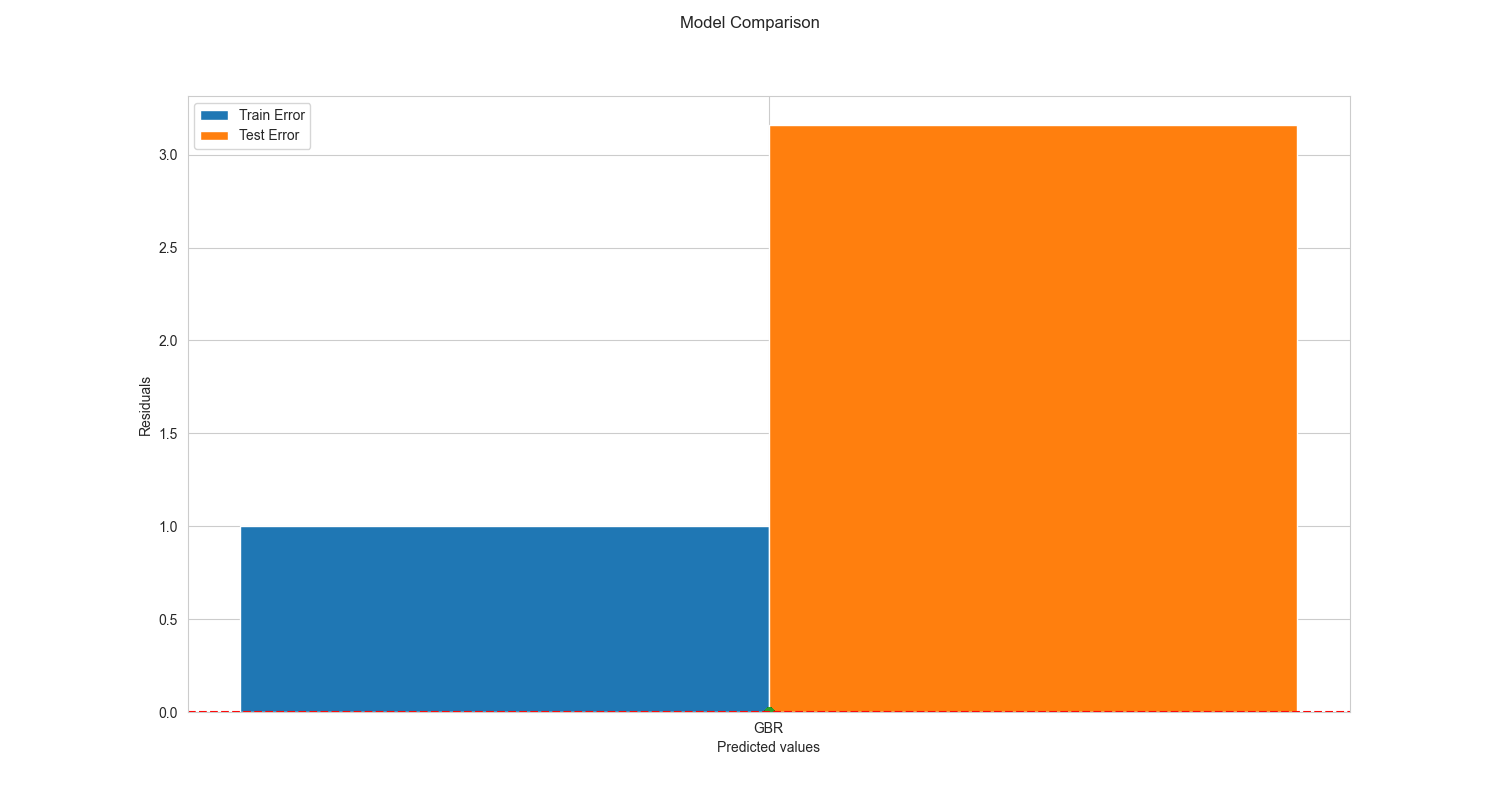 Model Comparison
Train Error
Test Error
3.0
2.5
2.0
1.5
1.0
0.5
0.0
Residuals
GBR
Predicted values